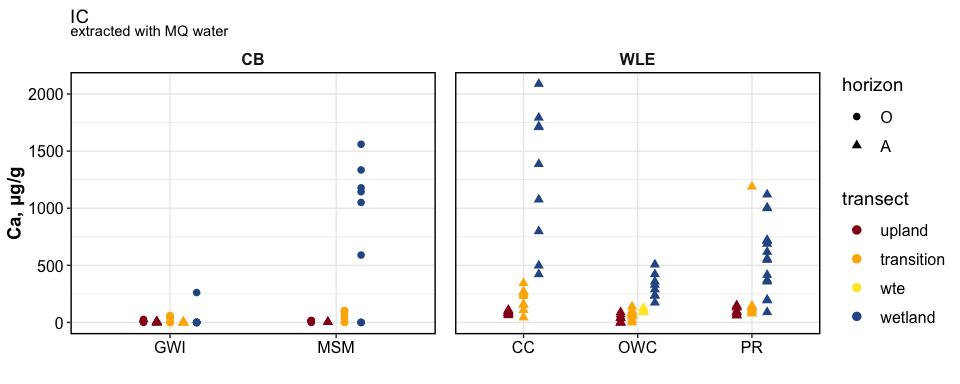 IC
extracted with MQ water
CB
WLE
Ca, µg/g
2000
1500
1000
500
0
GWI
MSM
CC
OWC
PR
horizon
O
A
transect
upland
transition
wte
wetland